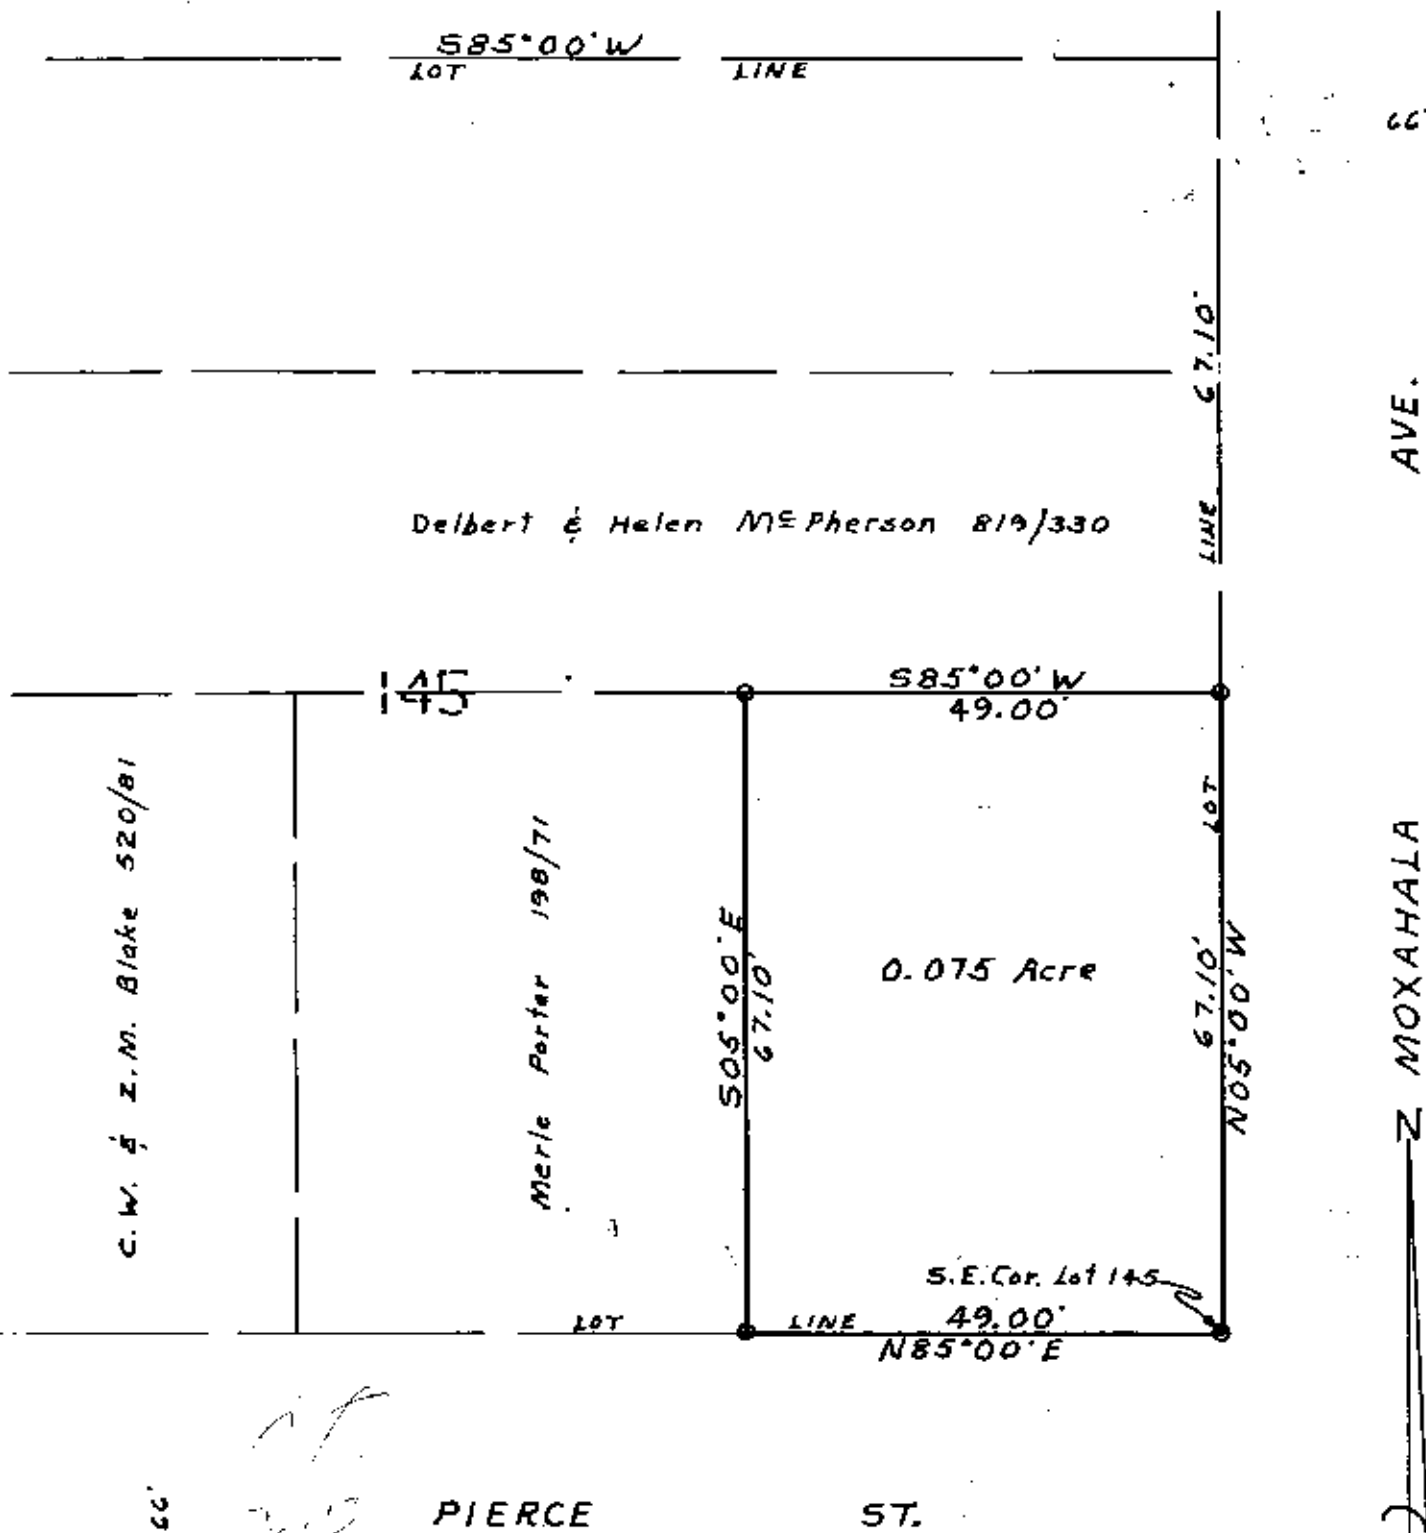 S85°00'W
LOT LINE
66'
67.10'
LINE
AVE.
Delbert & Helen McPherson 819/330
145
S85°00'W
49.00'
LOT
C.W. & Z.M. Blake 520/81
Merle Porter 198/71
S05°00'E
67.10'
0.075 Acre
67.10'
N05°00'W
MOXAHALA
N
S.E. Cor. Lot 145
LOT LINE 49.00'
N85°00'E
66'
PIERCE ST.